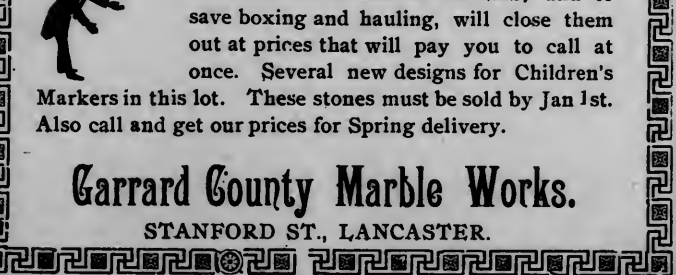 save boxing and hauling, will close them
out at prices that will pay you to call at
once. Several new designs for Children's
Markers in this lot. These stones must be sold by Jan 1st.
Also call and get our prices for Spring delivery.
Garrard County Marble Works.
STANFORD ST., LANCASTER.